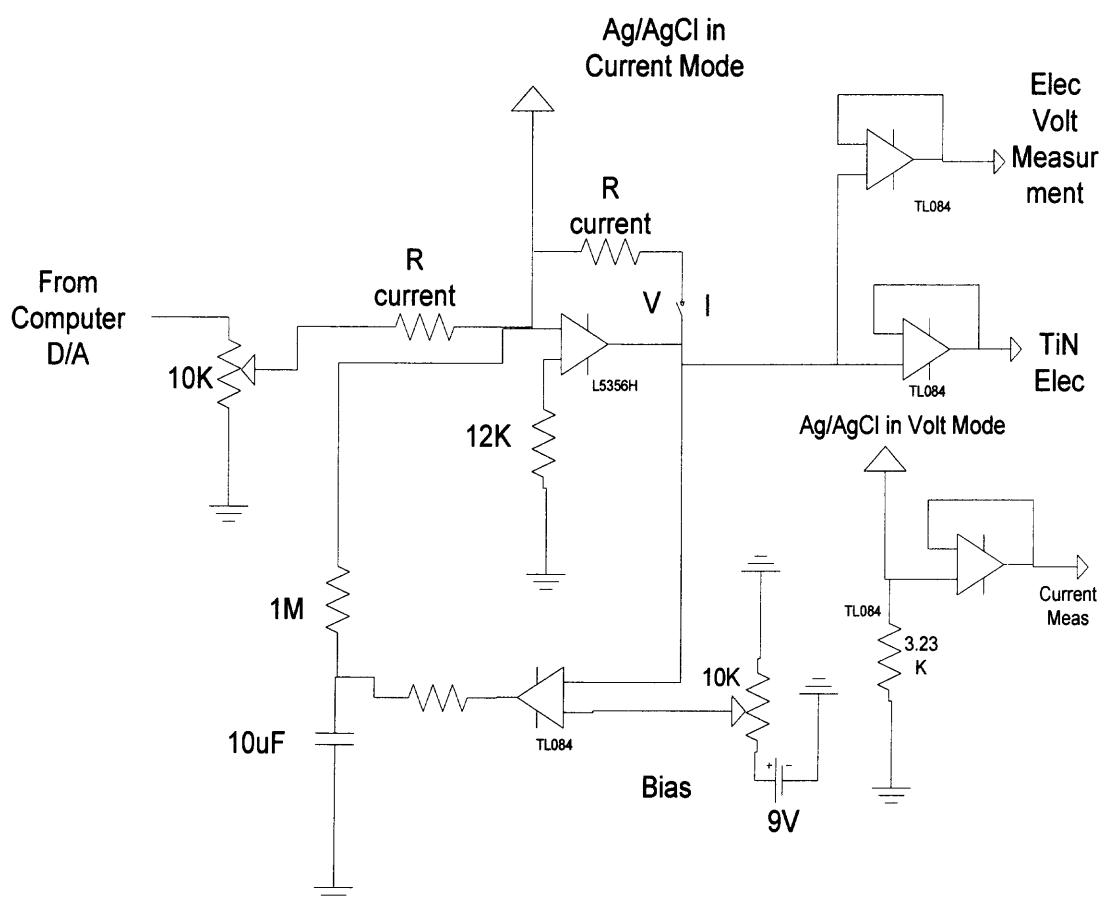 Ag/AgCl in
Current Mode
Elec
Volt
Measur
ment
TL084
R
current
R
current
From
Computer
D/A
10K
V
I
L5356H
TL084
TiN
Elec
12K
Ag/AgCl in Volt Mode
1M
TL084
3.23
K
Current
Meas
10K
10uF
TL084
Bias
+
-
9V